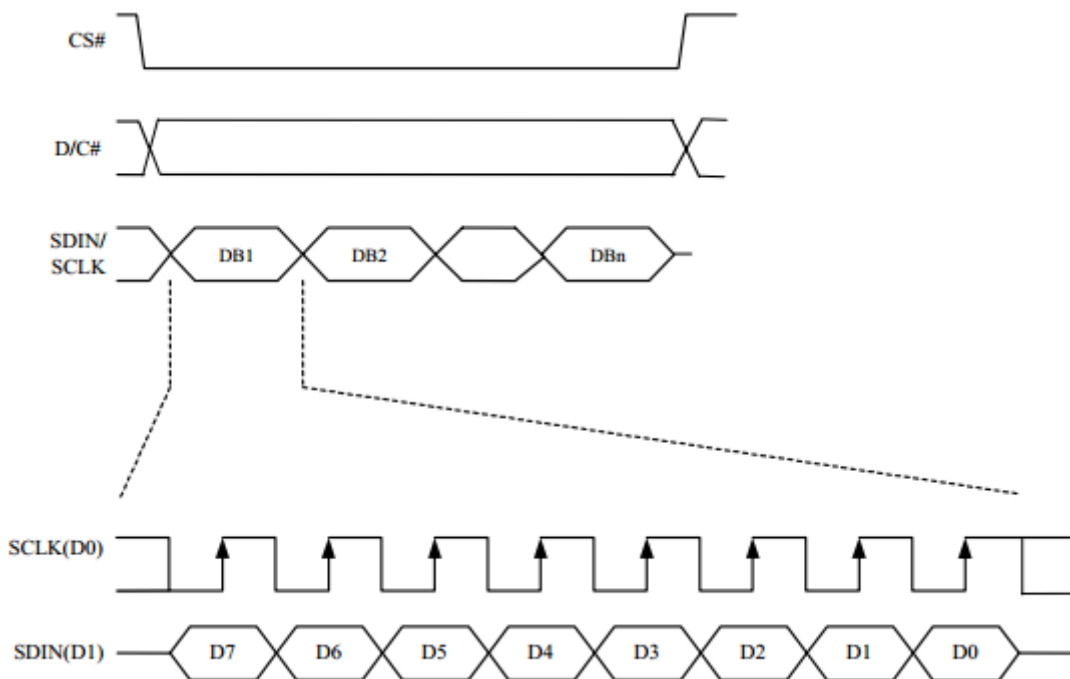 CS#
D/C#
SDIN/
SCLK
DB1 DB2 DBn
SCLK(D0)
SDIN(D1) D7 D6 D5 D4 D3 D2 D1 D0